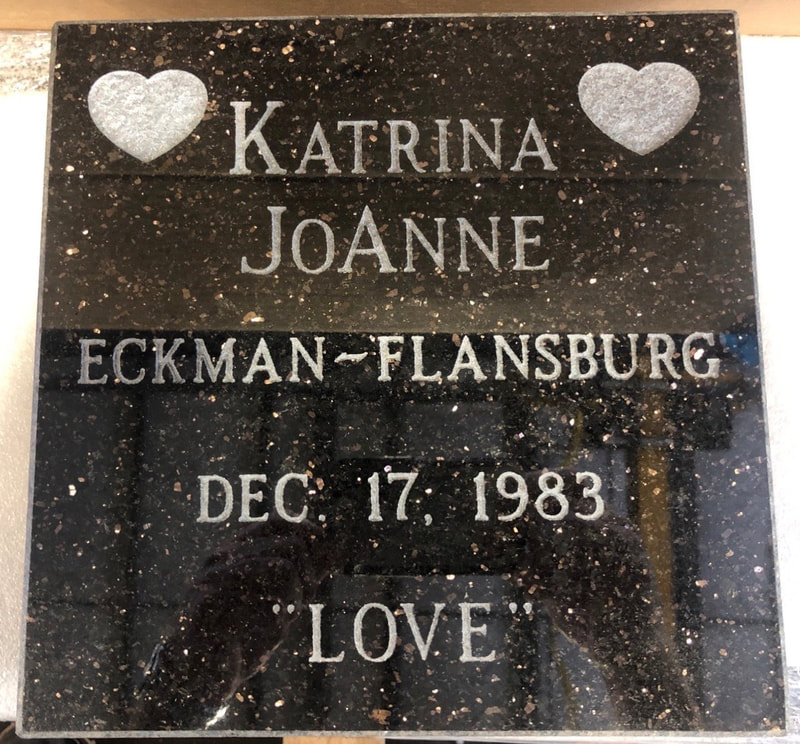 KATRINA
JOANNE
ECKMAN~FLANSBURG
DEC. 17, 1983
"LOVE"